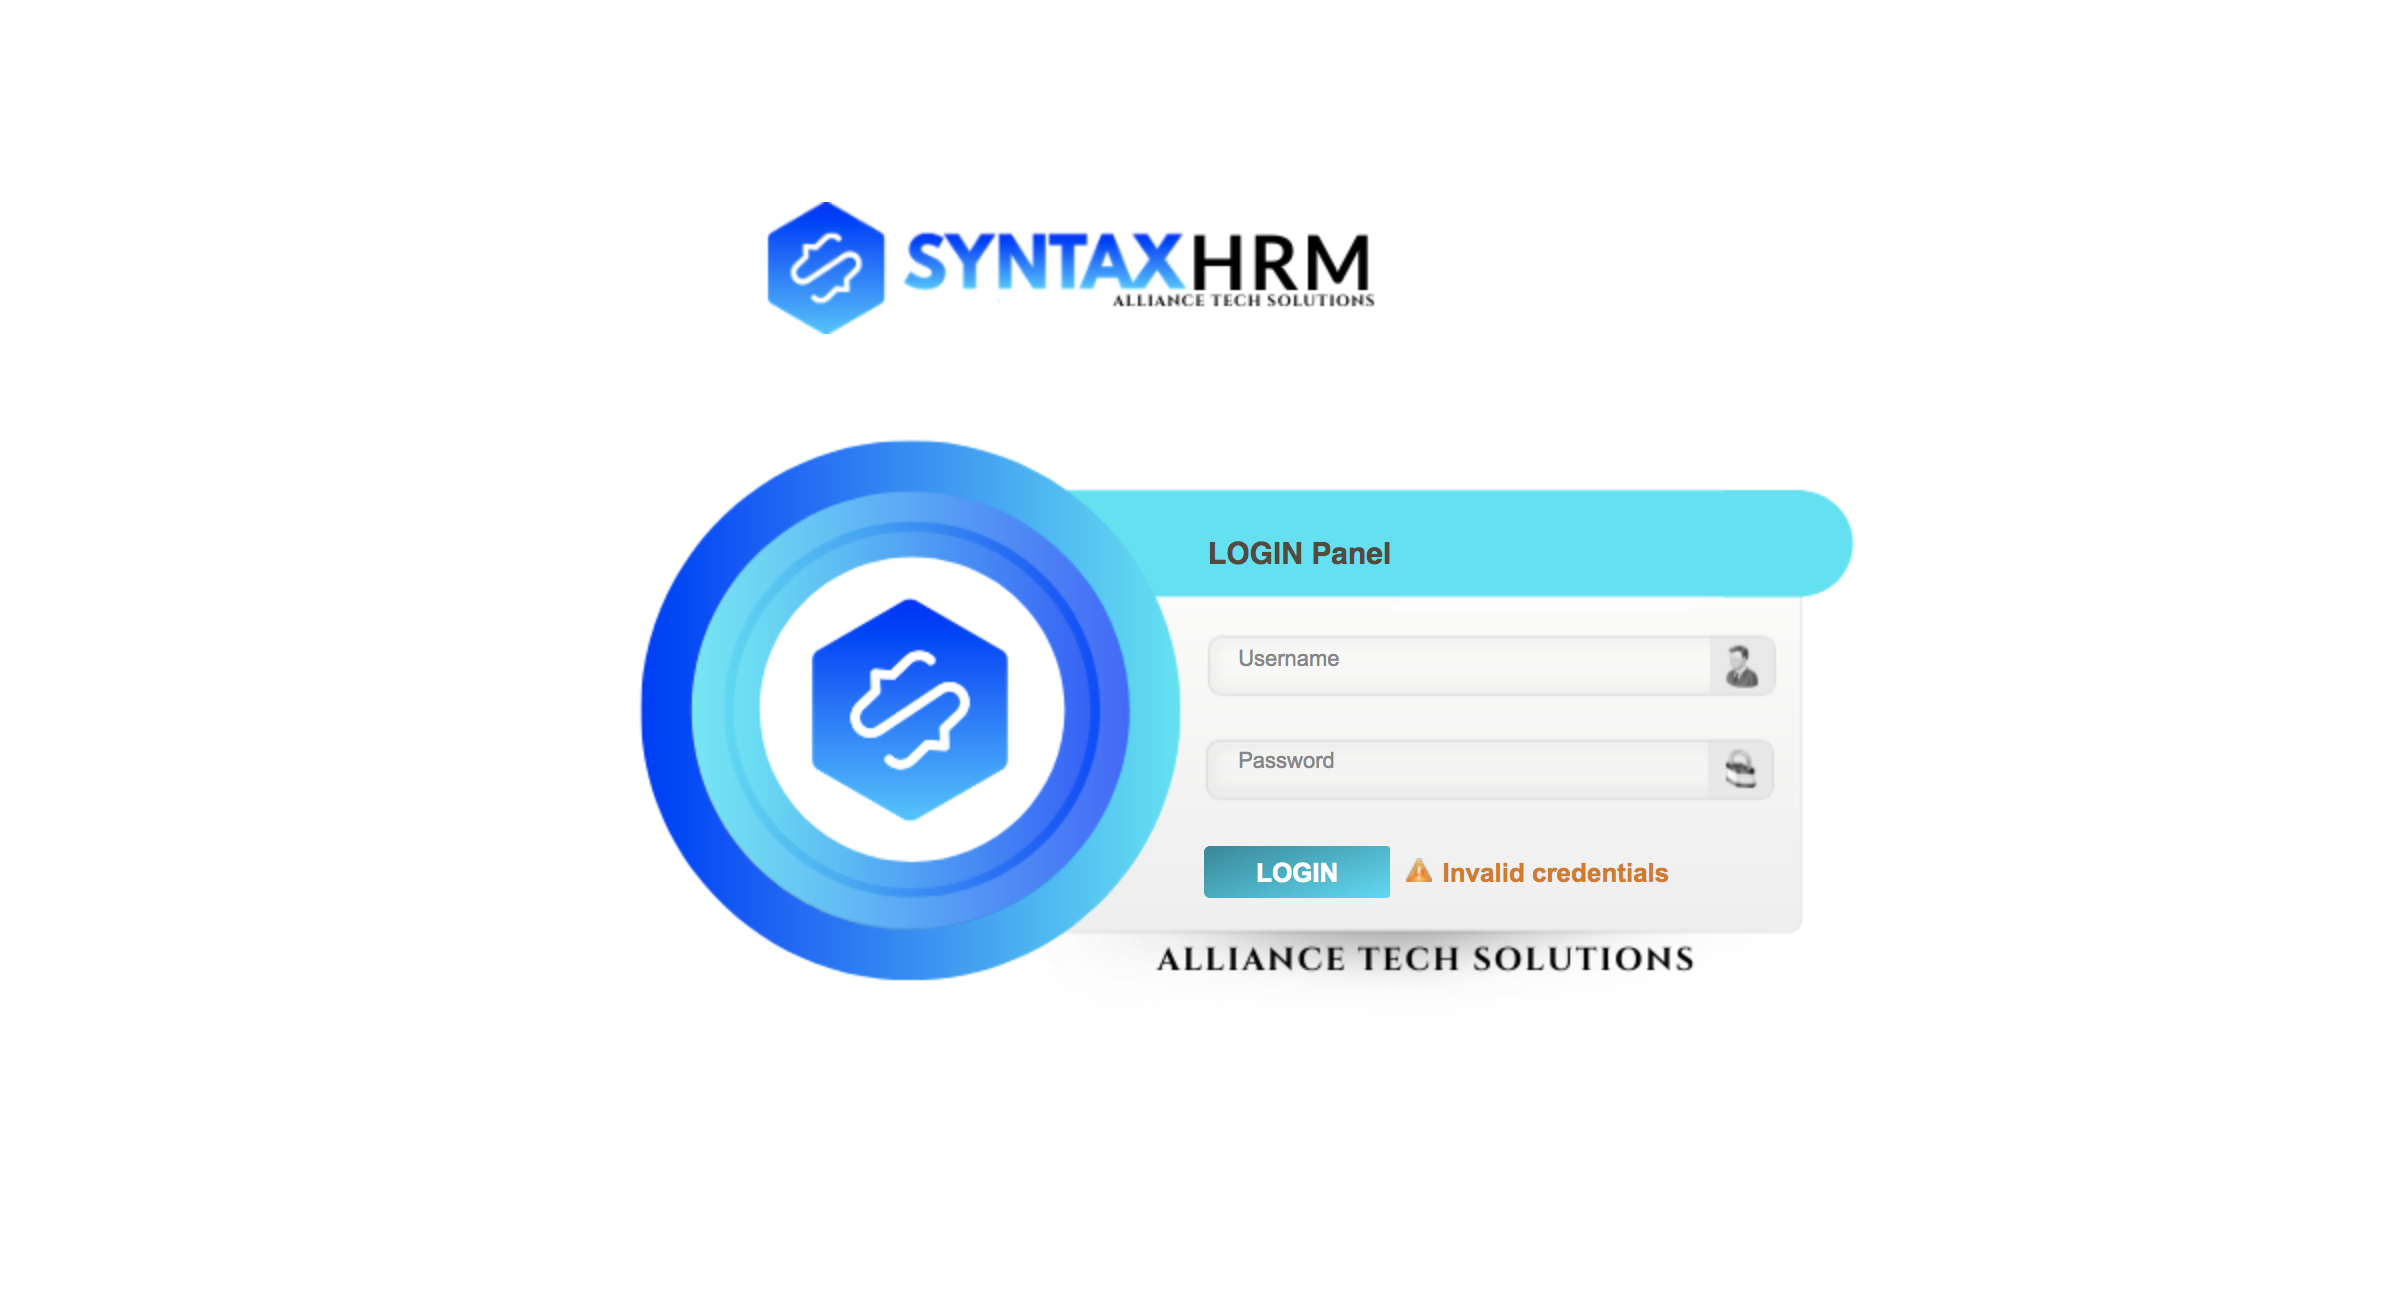 SYNTAXHRM
ALLIANCE TECH SOLUTIONS
LOGIN Panel
Username
Password
LOGIN Invalid credentials
ALLIANCE TECH SOLUTIONS